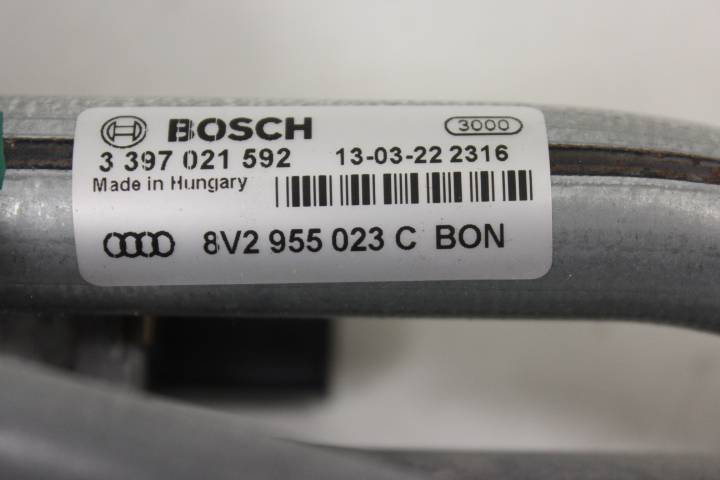 BOSCH 3000
3 397 021 592 13-03-22 2316
Made in Hungary
8V2 955 023 C BON